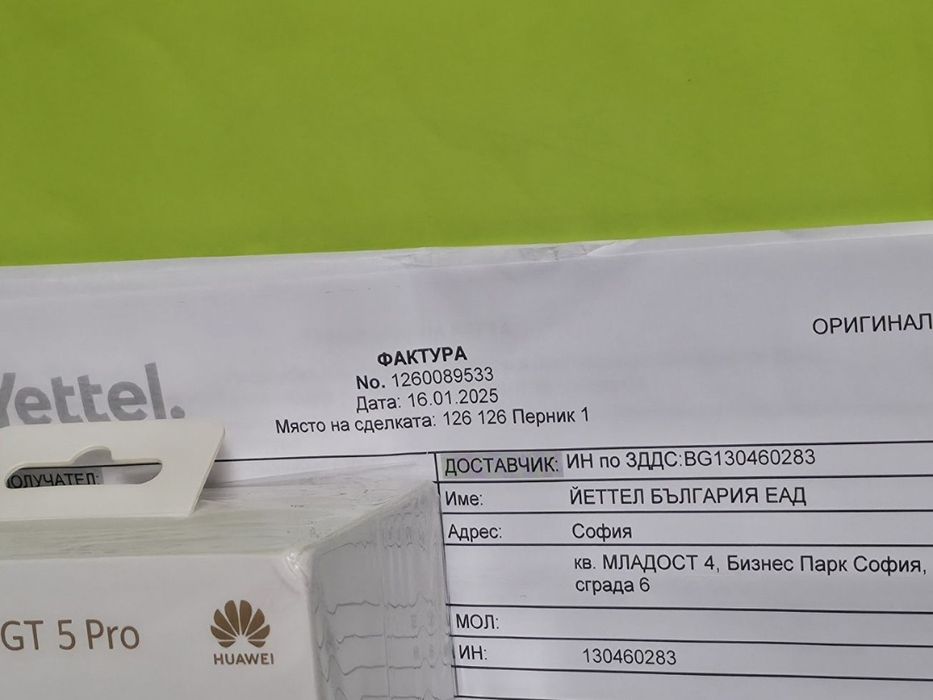 ОРИГИНАЛ
Yettel.
ФАКТУРА
No. 1260089533
Дата: 16.01.2025
Място на сделката: 126 126 Перник 1
ПОЛУЧАТЕЛ:
ДОСТАВЧИК: ИН по ЗДДС:BG130460283
Име: ЙЕТТЕЛ БЪЛГАРИЯ ЕАД
Адрес: София
кв. МЛАДОСТ 4, Бизнес Парк София,
сграда 6
МОЛ:
ИН: 130460283
GT 5 Pro
HUAWEI